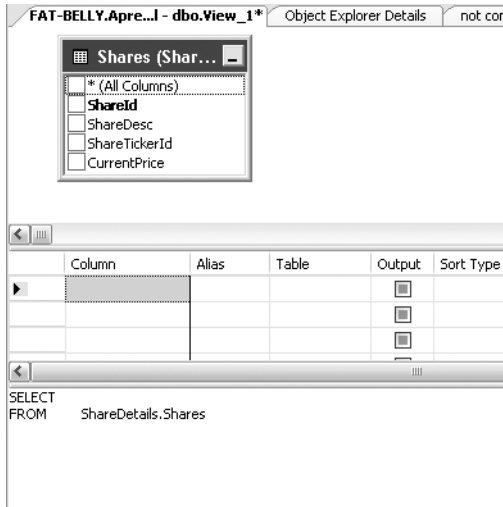 FAT-BELLY.Apre...l - dbo.View_1* Object Explorer Details not con
Shares (Shar...
* (All Columns)
ShareId
ShareDesc
ShareTickerId
CurrentPrice
Column Alias Table Output Sort Type
SELECT
FROM ShareDetails.Shares